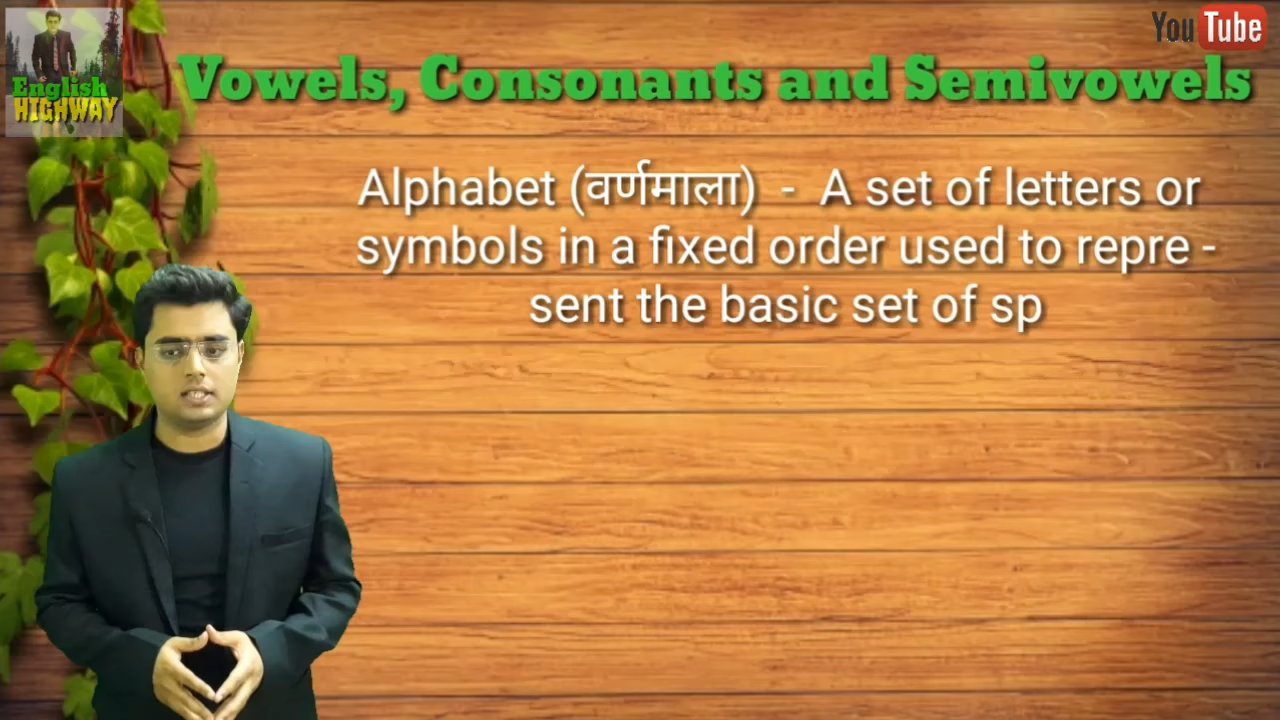 English
HIGHWAY
YouTube
Vowels, Consonants and Semivowels
Alphabet (वर्णमाला) - A set of letters or
symbols in a fixed order used to repre -
sent the basic set of sp